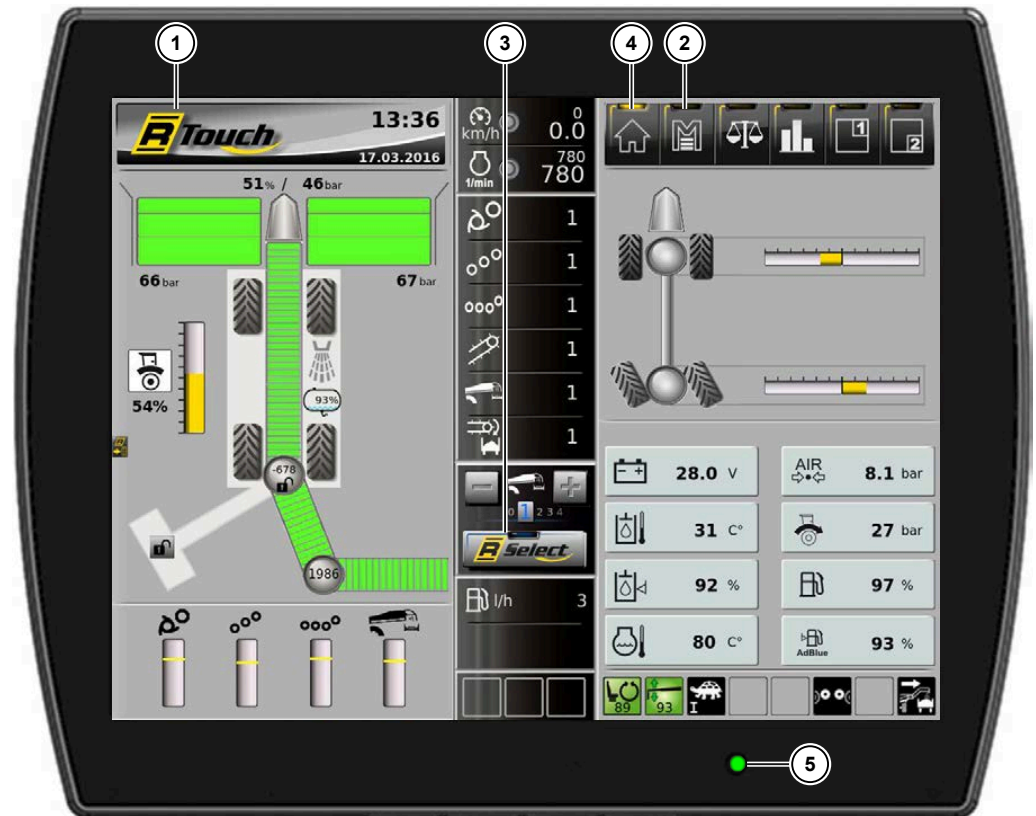 1
3
4
2
R Touch
13:36
17.03.2016
51% / 46bar
66 bar
67 bar
54%
93%
-678
1986
km/h
0
0.0
1/min
780
780
1
1
1
1
1
1
0 1 2 3 4
R Select
l/h 3
1
2
28.0 V
AIR 8.1 bar
31 C°
27 bar
92 %
97 %
80 C°
AdBlue 93 %
89
93
I
5